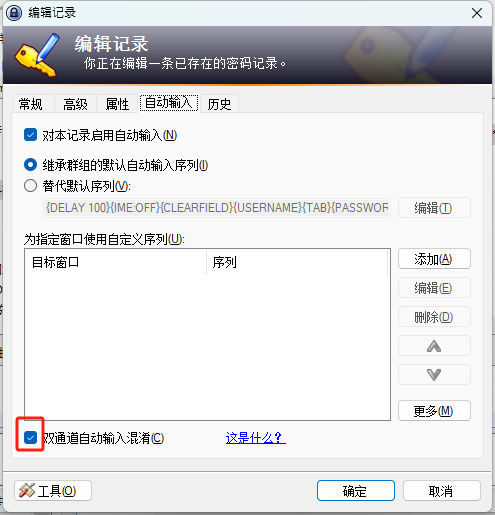 编辑记录
编辑记录
你正在编辑一条已存在的密码记录。
常规 高级 属性 自动输入 历史
对本记录启用自动输入(N)
继承群组的默认自动输入序列(I)
替代默认序列(V):
{DELAY 100}{IME:OFF}{CLEARFIELD}{USERNAME}{TAB}{PASSWOR 编辑(T)
为指定窗口使用自定义序列(U):
目标窗口 序列
添加(A)
编辑(E)
删除(D)
更多(M)
双通道自动输入混淆(C) 这是什么?
工具(O) 确定 取消